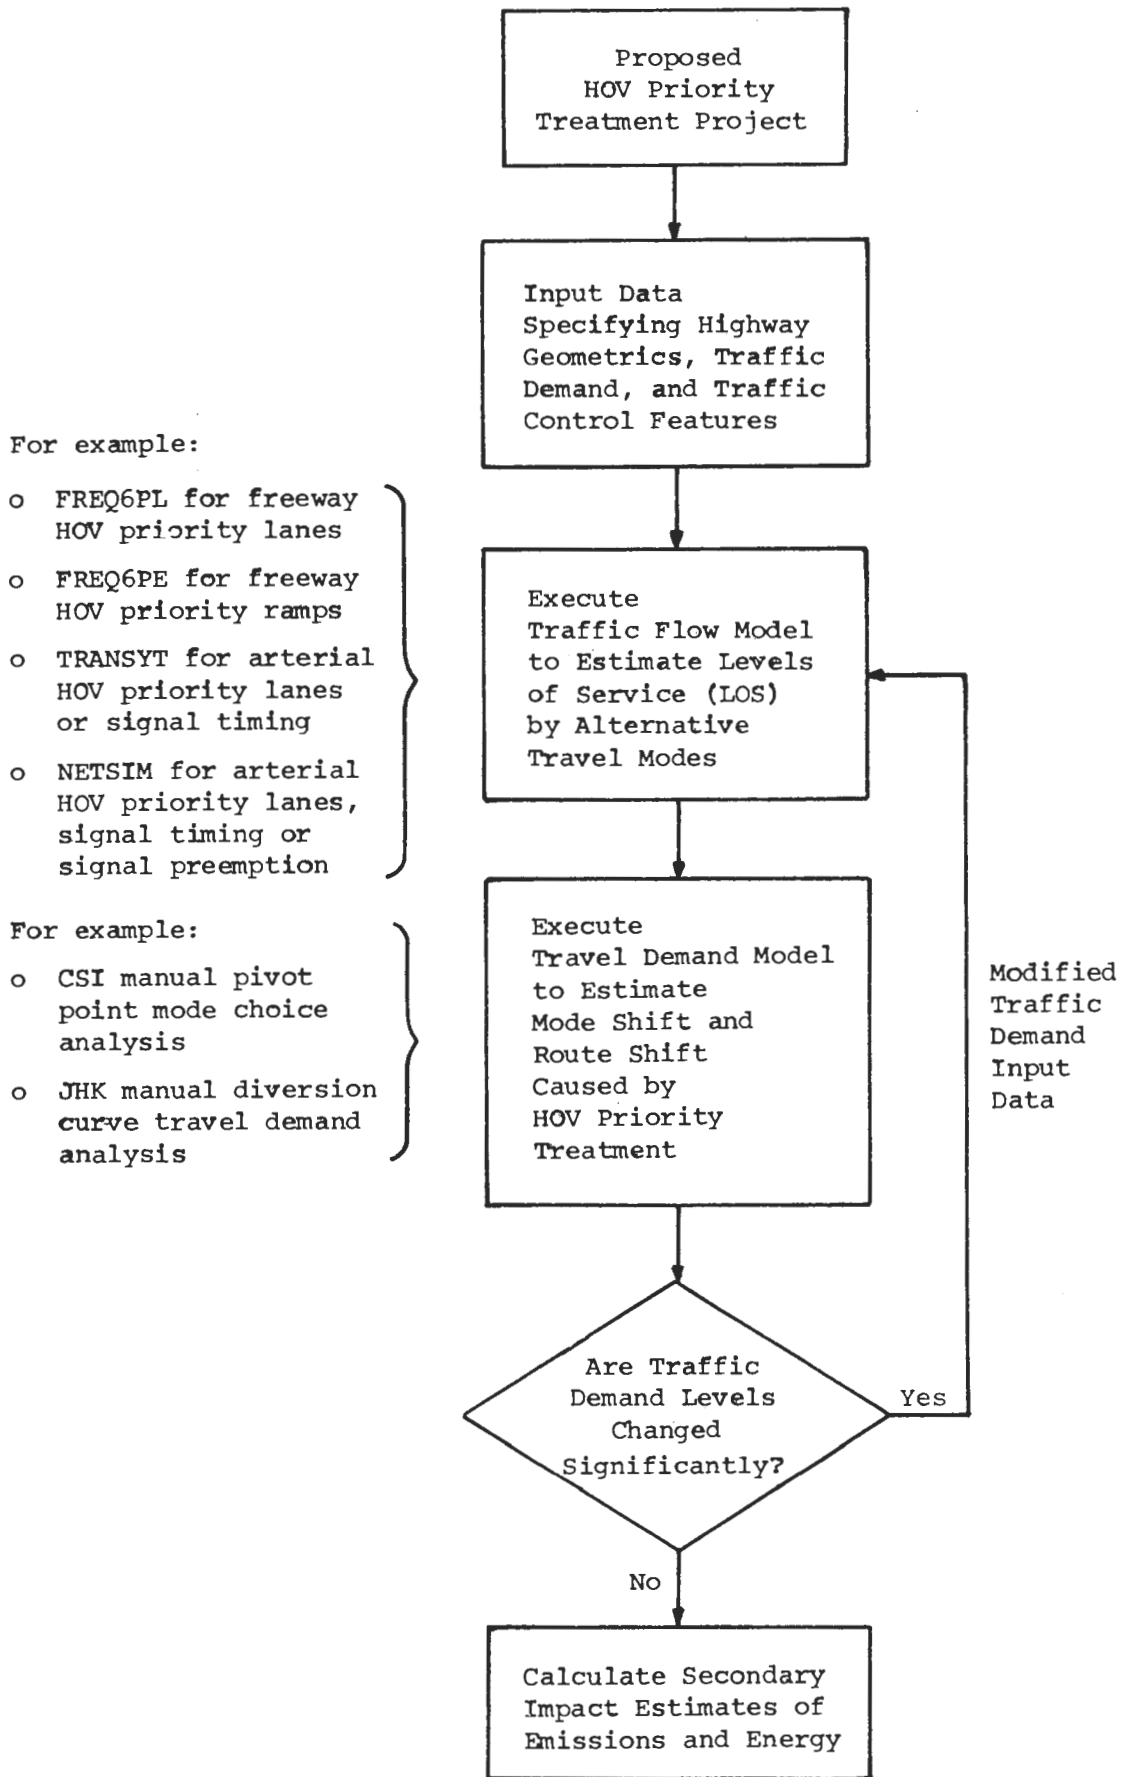 Proposed
HOV Priority
Treatment Project
Input Data
Specifying Highway
Geometrics, Traffic
Demand, and Traffic
Control Features
For example:
o FREQ6PL for freeway
HOV priority lanes
o FREQ6PE for freeway
HOV priority ramps
o TRANSYT for arterial
HOV priority lanes
or signal timing
o NETSIM for arterial
HOV priority lanes,
signal timing or
signal preemption
Execute
Traffic Flow Model
to Estimate Levels
of Service (LOS)
by Alternative
Travel Modes
For example:
o CSI manual pivot
point mode choice
analysis
o JHK manual diversion
curve travel demand
analysis
Execute
Travel Demand Model
to Estimate
Mode Shift and
Route Shift
Caused by
HOV Priority
Treatment
Modified
Traffic
Demand
Input
Data
Are Traffic
Demand Levels
Changed
Significantly?
Yes
No
Calculate Secondary
Impact Estimates of
Emissions and Energy